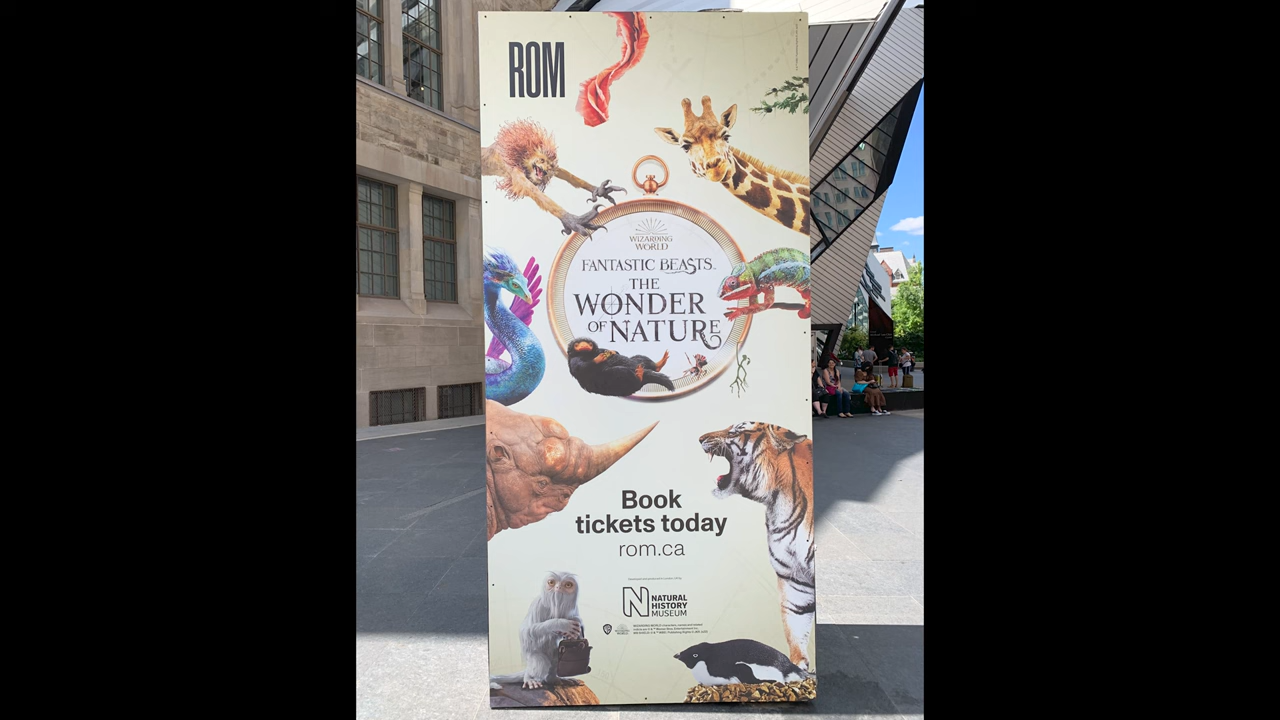 ROM
WIZARDING
WORLD
FANTASTIC BEASTS
THE
WONDER
OF NATURE
Book
tickets today
rom.ca
NATURAL
HISTORY
MUSEUM